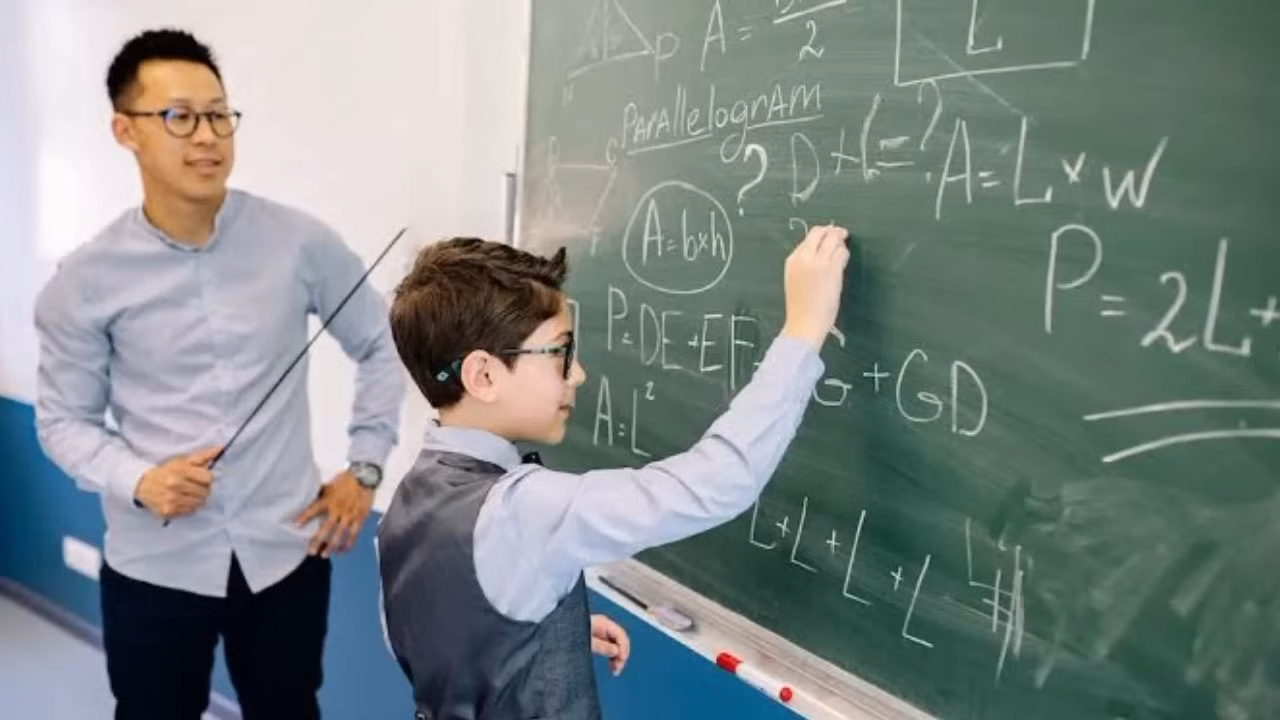 P A =
2
L
Parallelogram
? D + L = ?
A = L × W
A = b×h
P = 2L +
P = DE + EF + G + GD
A = L²
L + L + L + L